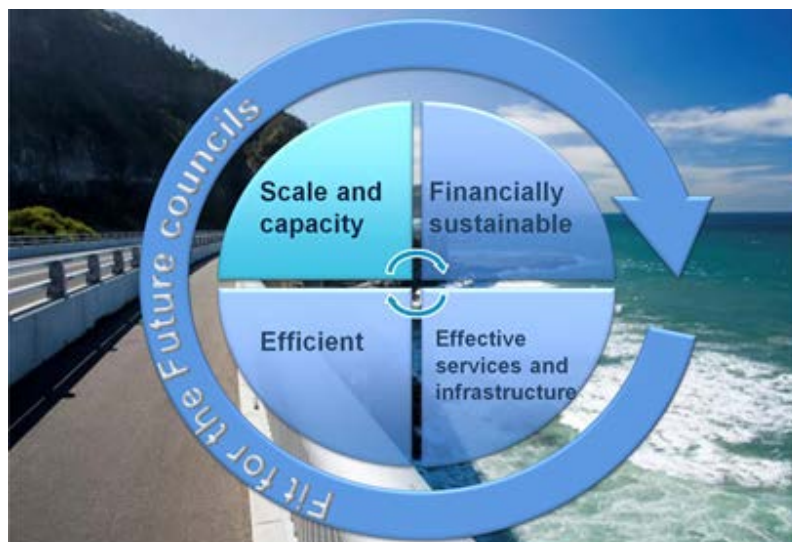 Fit for the Future councils
Scale and
capacity
Financially
sustainable
Efficient
Effective
services and
infrastructure